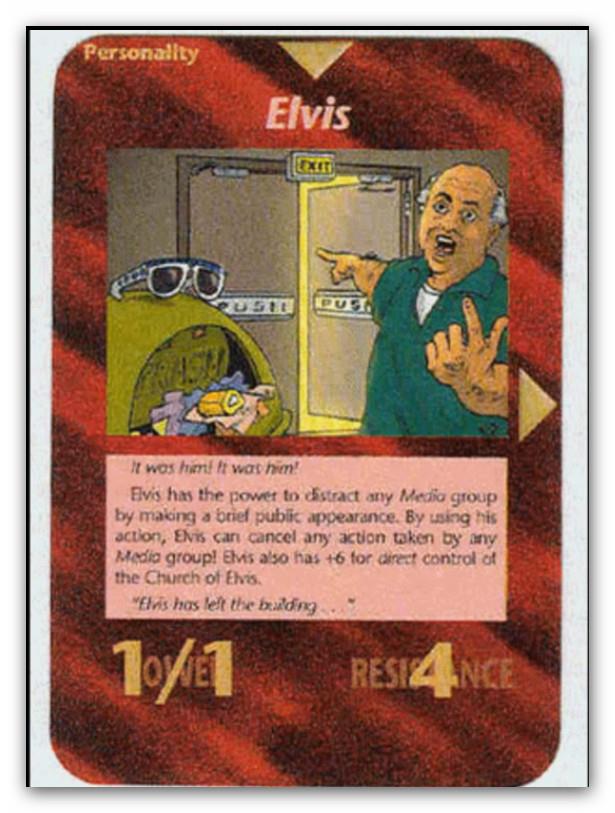 Personality
Elvis
EXIT
PUSH
PUSH
TRASH
It was him! It was him!
Elvis has the power to distract any Media group
by making a brief public appearance. By using his
action, Elvis can cancel any action taken by any
Media group! Elvis also has +6 for direct control of
the Church of Elvis.
"Elvis has left the building . . ."
1/1
POWER
4
RESISTANCE